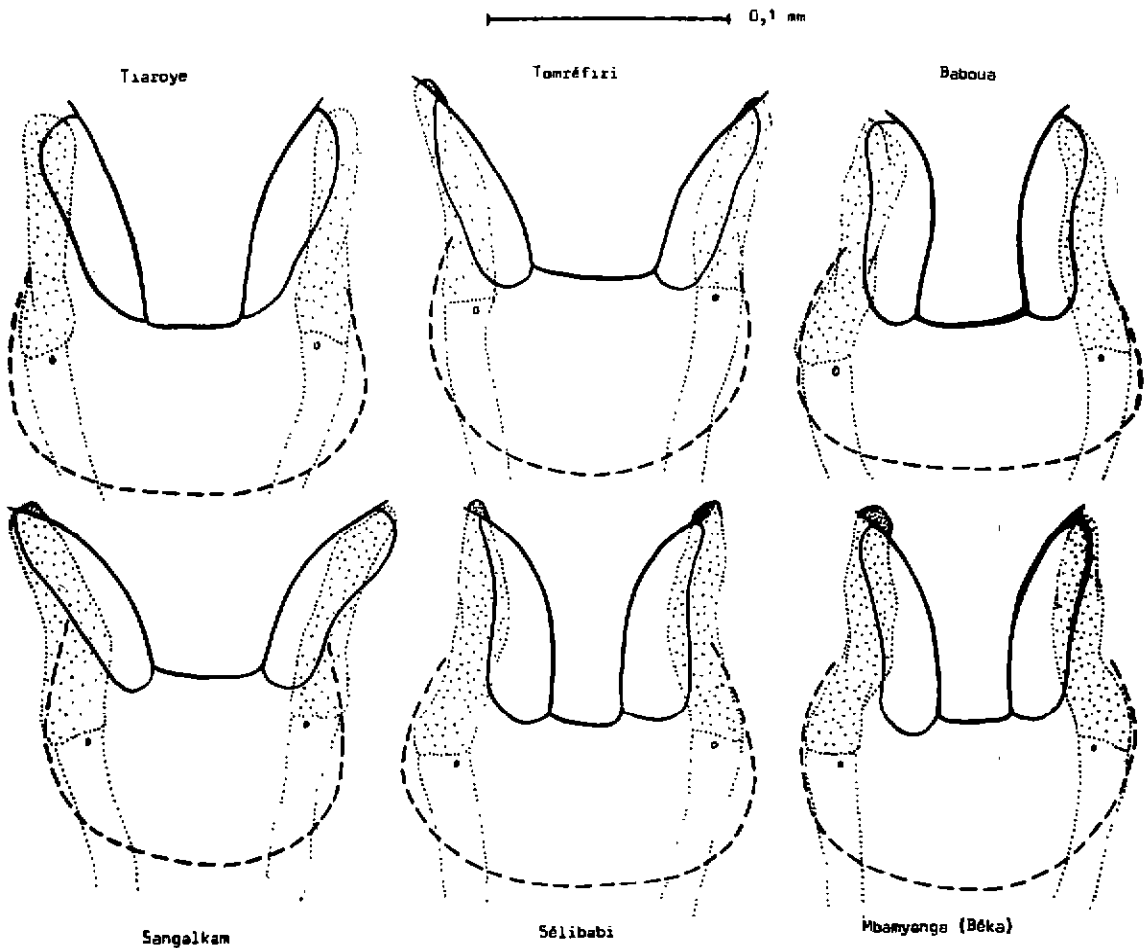 0,1 mm
Tiaroye
Tomréfiri
Baboua
Sangalkam
Sélibabi
Mbamyanga (Béka)